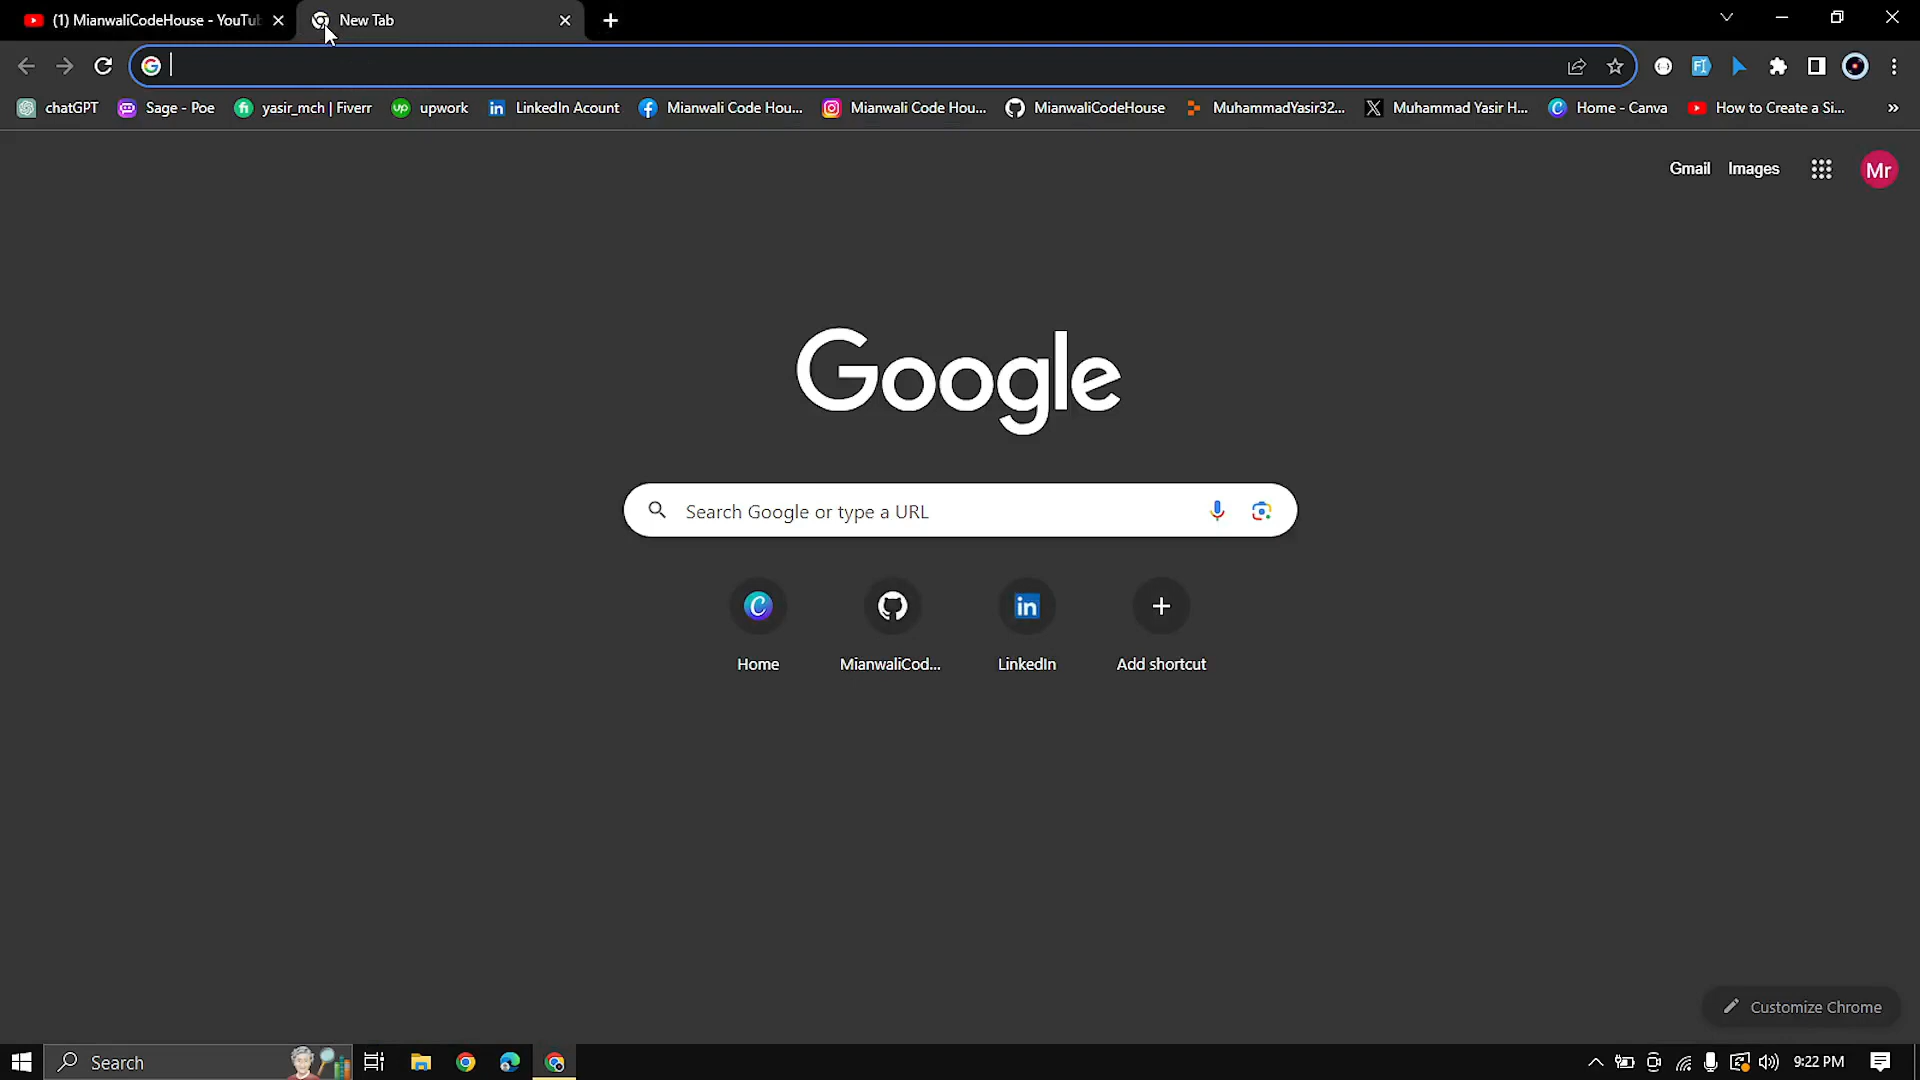 (1) MianwaliCodeHouse - YouTub
New Tab
chatGPT
Sage - Poe
yasir_mch | Fiverr
upwork
LinkedIn Acount
Mianwali Code Hou...
Mianwali Code Hou...
MianwaliCodeHouse
MuhammadYasir32...
Muhammad Yasir H...
Home - Canva
How to Create a Si...
»
Gmail
Images
Mr
Google
Search Google or type a URL
Home
MianwaliCod...
LinkedIn
Add shortcut
Customize Chrome
Search
9:22 PM